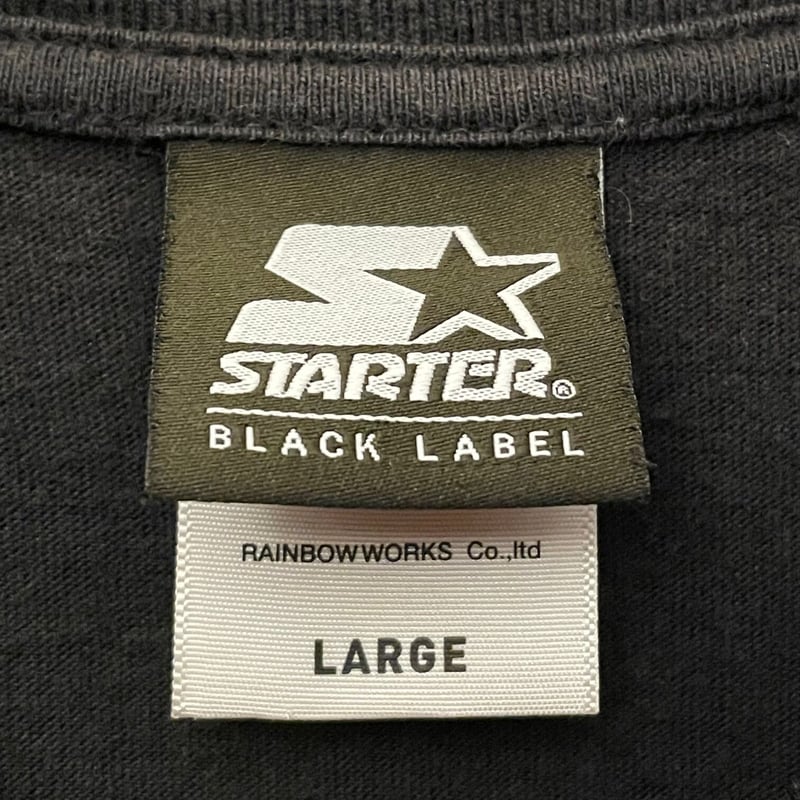 STARTER®
BLACK LABEL
RAINBOWWORKS Co.,ltd
LARGE